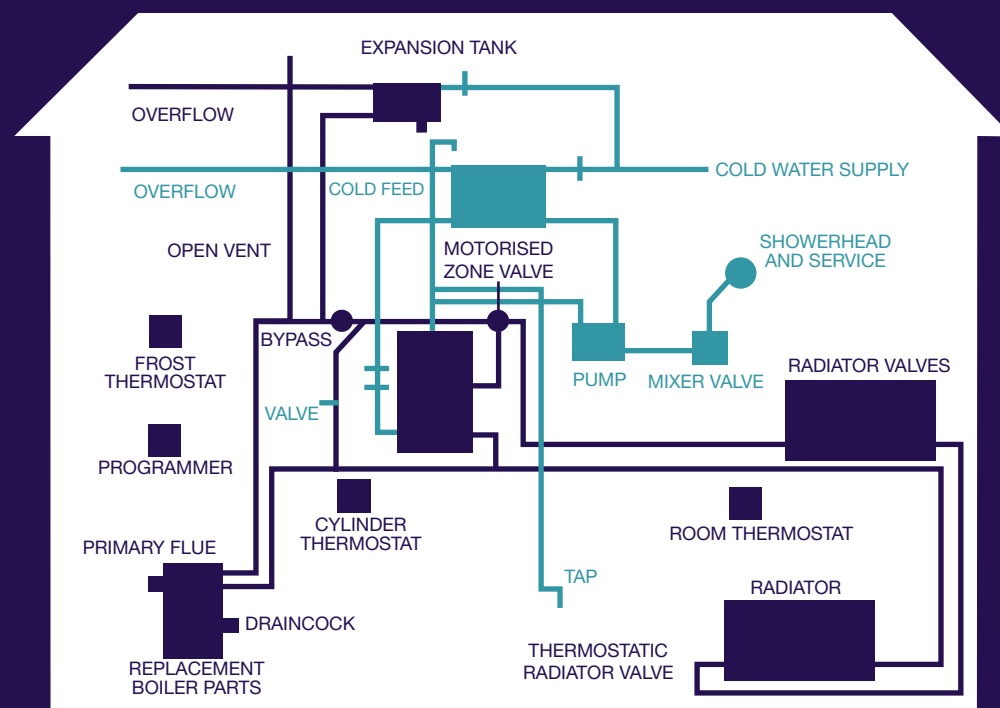 EXPANSION TANK
OVERFLOW
COLD WATER SUPPLY
OVERFLOW
COLD FEED
OPEN VENT
MOTORISED
ZONE VALVE
SHOWERHEAD
AND SERVICE
BYPASS
FROST
THERMOSTAT
PUMP
MIXER VALVE
RADIATOR VALVES
VALVE
PROGRAMMER
CYLINDER
THERMOSTAT
ROOM THERMOSTAT
PRIMARY FLUE
TAP
RADIATOR
DRAINCOCK
THERMOSTATIC
RADIATOR VALVE
REPLACEMENT
BOILER PARTS